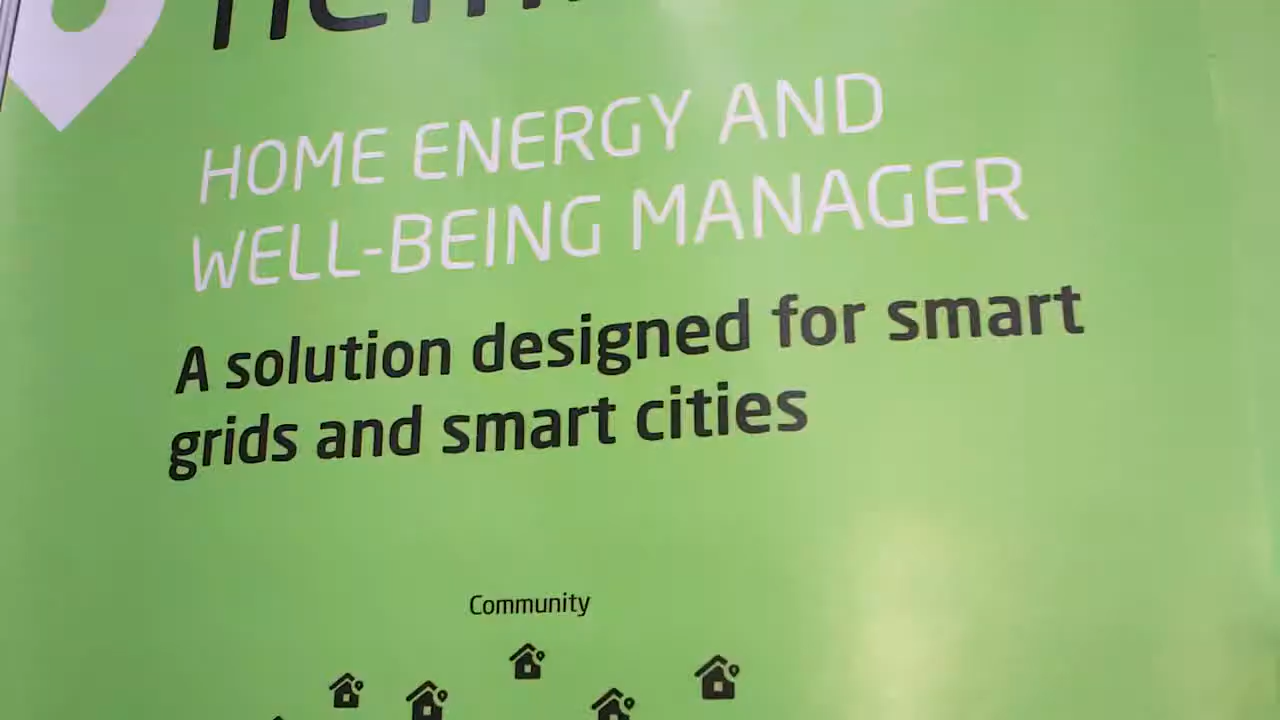 HOME ENERGY AND
WELL-BEING MANAGER
A solution designed for smart
grids and smart cities
Community